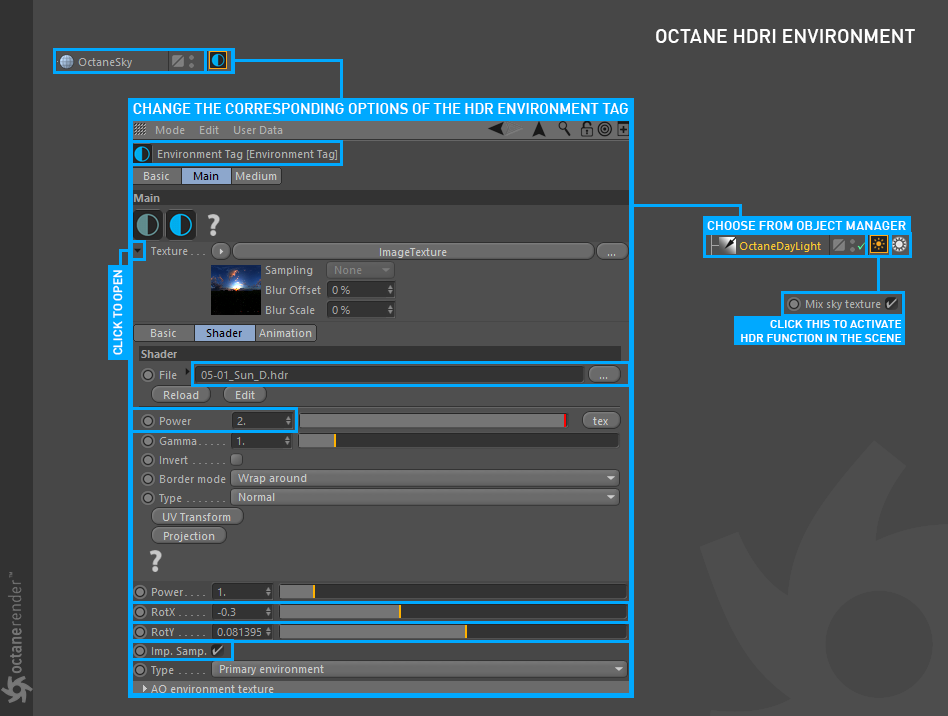 OCTANE HDRI ENVIRONMENT
OctaneSky
CHANGE THE CORRESPONDING OPTIONS OF THE HDR ENVIRONMENT TAG
Mode Edit User Data
Environment Tag [Environment Tag]
Basic Main Medium
Main
?
Texture . . . ImageTexture ...
Sampling None
Blur Offset 0 %
Blur Scale 0 %
CLICK TO OPEN
Basic Shader Animation
Shader
File 05-01_Sun_D.hdr ...
Reload Edit
Power 2. tex
Gamma . . . . . 1.
Invert . . . . . .
Border mode Wrap around
Type . . . . . . . Normal
UV Transform
Projection
?
Power . . . . 1.
RotX . . . . . -0.3
RotY . . . . . 0.081395
Imp. Samp.
Type . . . . . Primary environment
AO environment texture
CHOOSE FROM OBJECT MANAGER
OctaneDayLight
Mix sky texture
CLICK THIS TO ACTIVATE
HDR FUNCTION IN THE SCENE
octanerender™